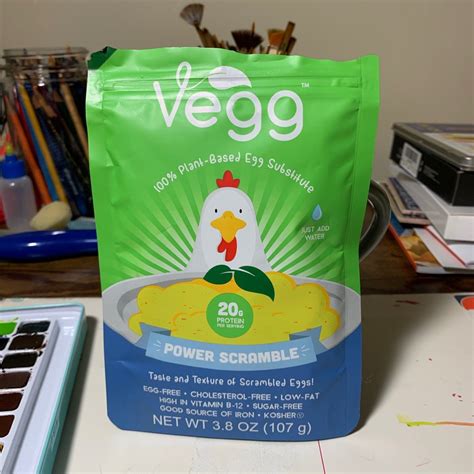 Vegg™
100% Plant-Based Egg Substitute
JUST ADD
WATER
20g
PROTEIN
PER SERVING
POWER SCRAMBLE
Taste and Texture of Scrambled Eggs!
EGG-FREE • CHOLESTEROL-FREE • LOW-FAT
HIGH IN VITAMIN B-12 • SUGAR-FREE
GOOD SOURCE OF IRON • KOSHER Ⓤ
NET WT 3.8 OZ (107 g)